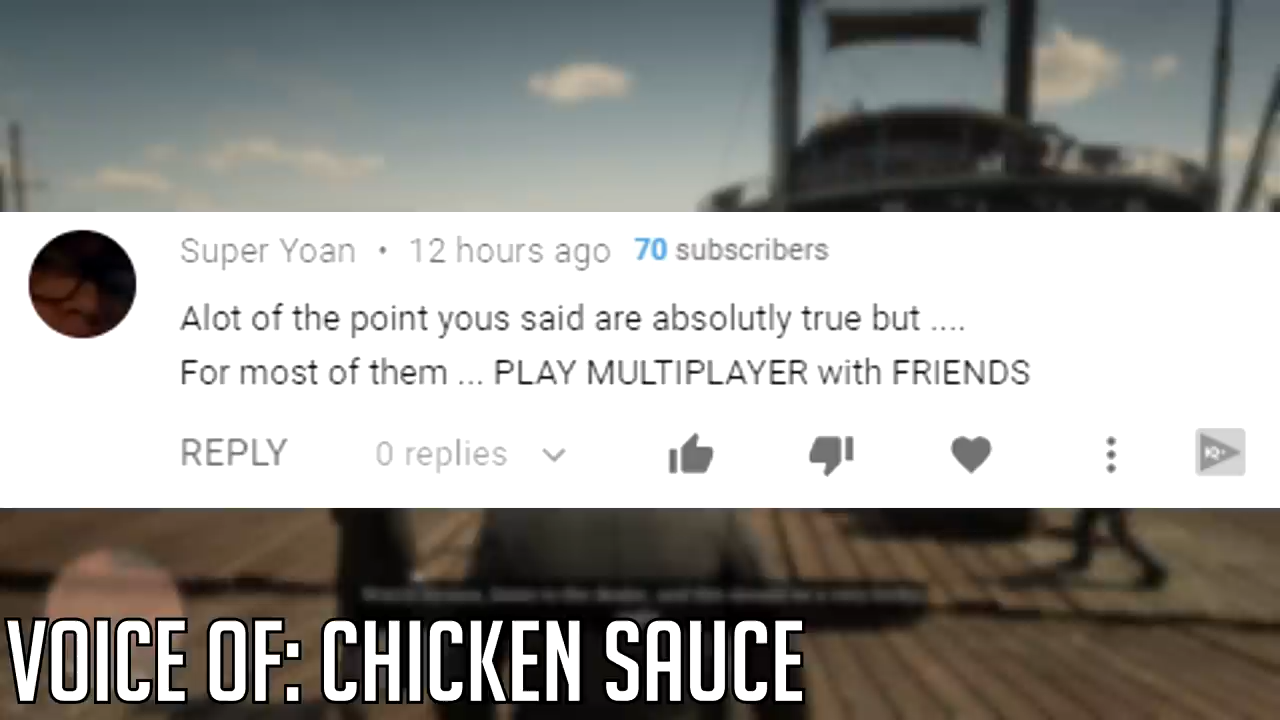 Super Yoan • 12 hours ago 70 subscribers
Alot of the point yous said are absolutly true but ....
For most of them ... PLAY MULTIPLAYER with FRIENDS
REPLY 0 replies
VOICE OF: CHICKEN SAUCE